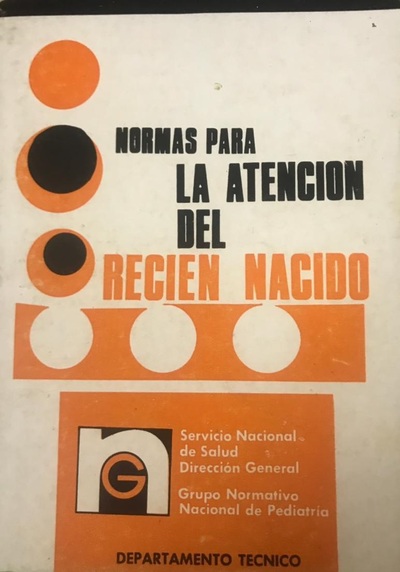 NORMAS PARA
LA ATENCION
DEL
RECIEN NACIDO
n
G
Servicio Nacional
de Salud
Dirección General
Grupo Normativo
Nacional de Pediatría
DEPARTAMENTO TECNICO